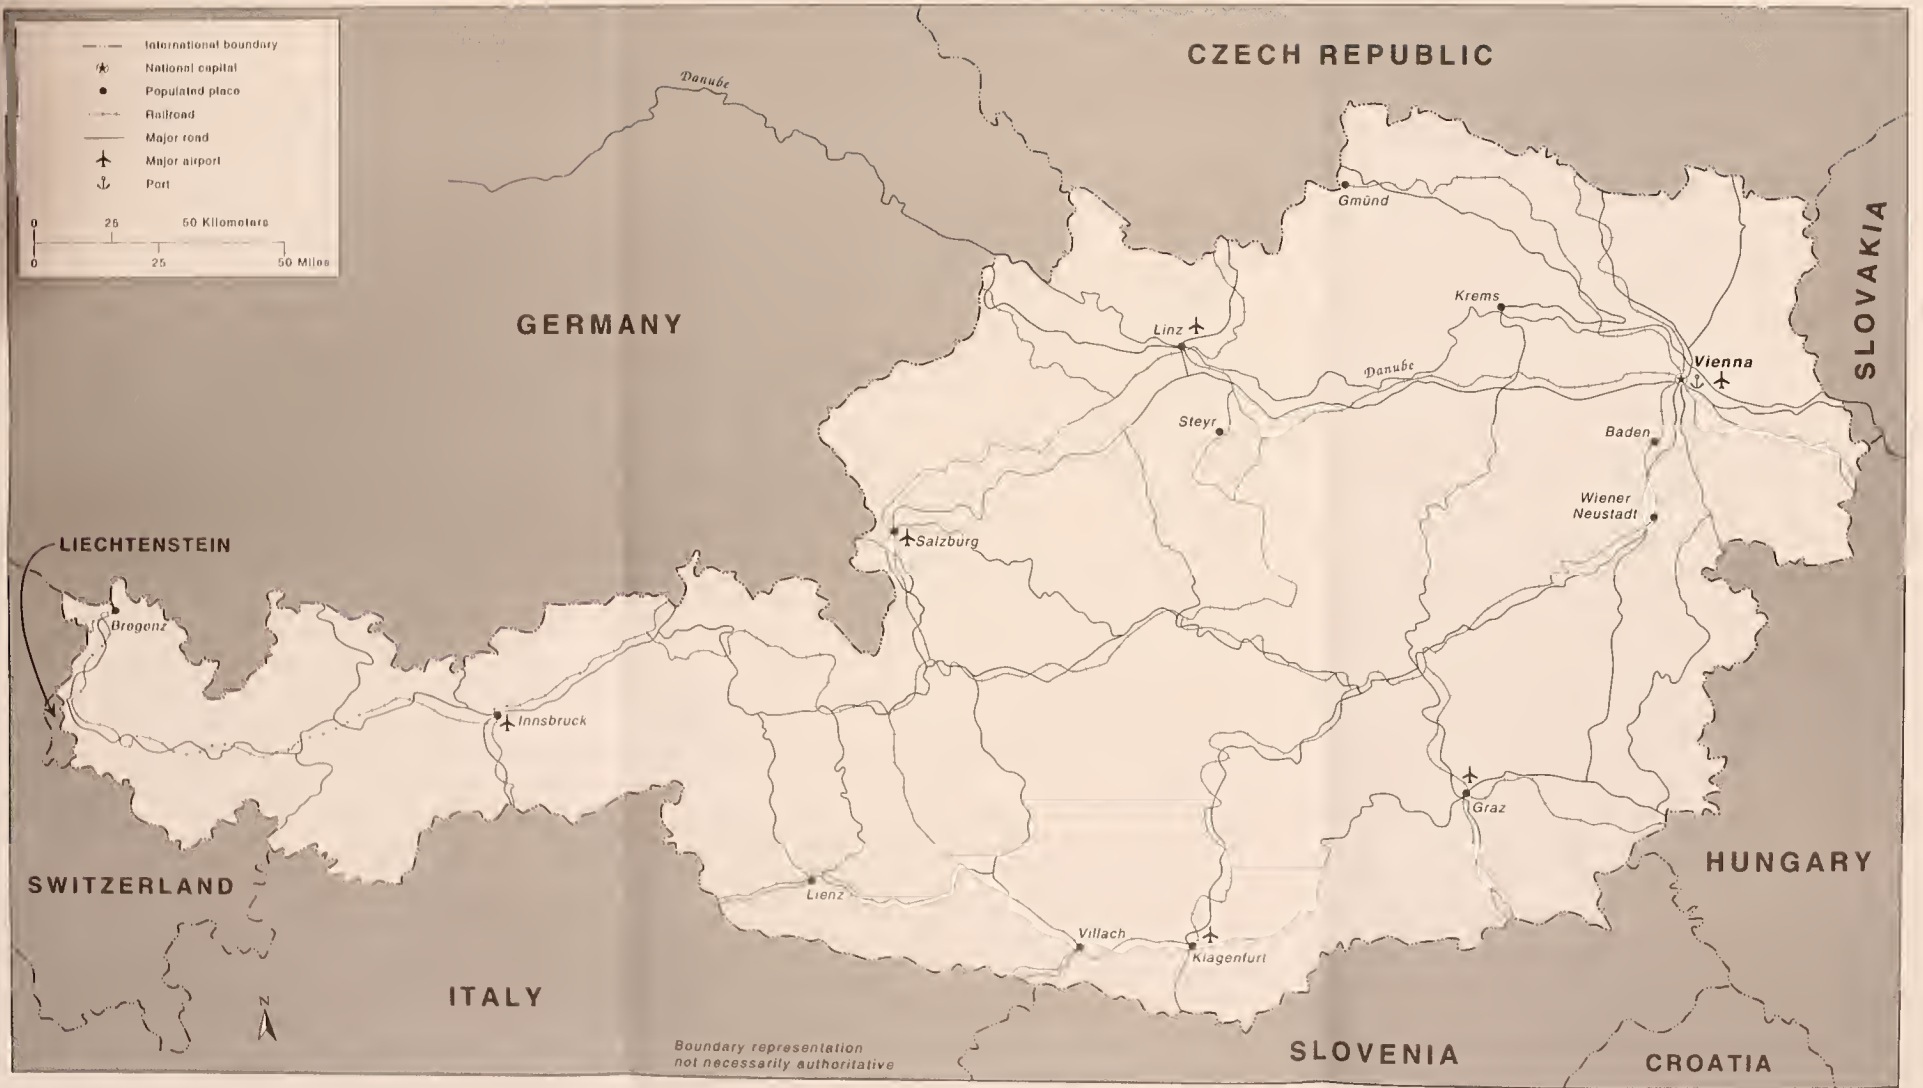 International boundary
National capital
Populated place
Railroad
Major road
Major airport
Port
0 25 50 Kilometers
0 25 50 Miles
CZECH REPUBLIC
Danube
GERMANY
SLOVAKIA
Gmünd
Krems
Linz
Danube
Vienna
Steyr
Baden
Wiener
Neustadt
Salzburg
LIECHTENSTEIN
Bregenz
Innsbruck
Graz
HUNGARY
SWITZERLAND
Lienz
Villach
Klagenfurt
ITALY
N
Boundary representation
not necessarily authoritative
SLOVENIA
CROATIA